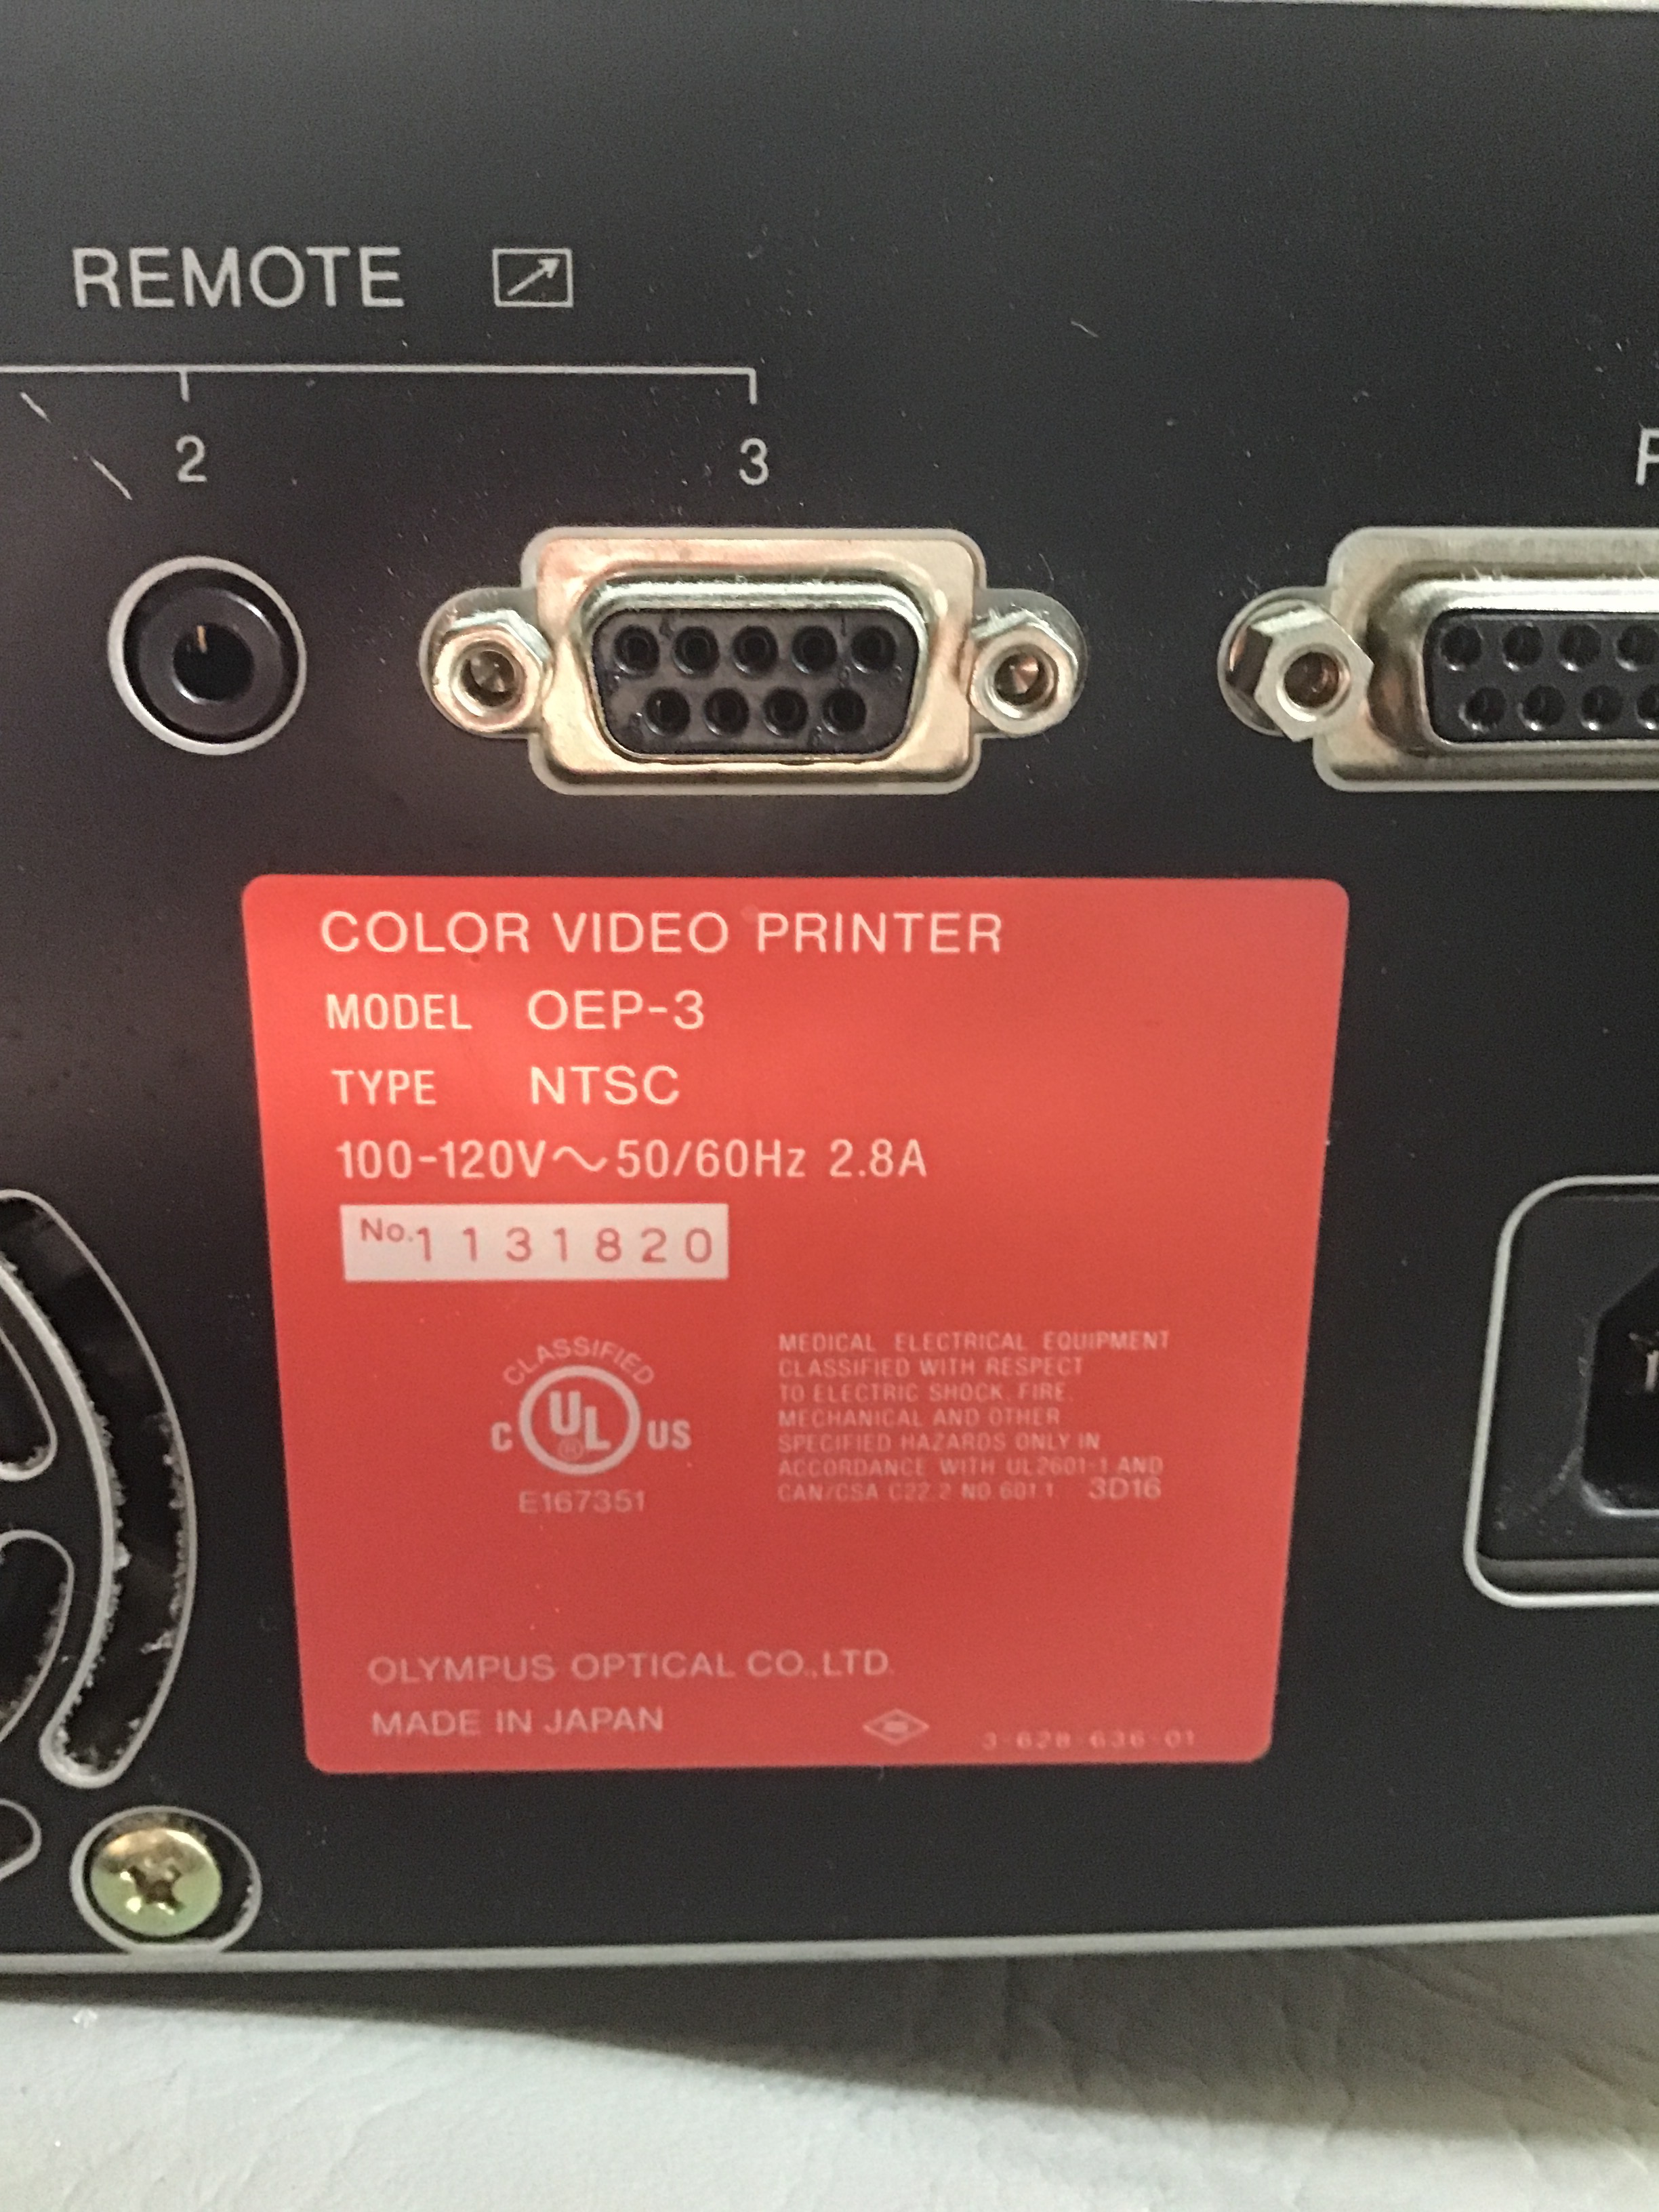 REMOTE
2 3
COLOR VIDEO PRINTER
MODEL OEP-3
TYPE NTSC
100-120V~50/60Hz 2.8A
No. 1131820
CLASSIFIED
C UL ® US
E167351
MEDICAL ELECTRICAL EQUIPMENT
CLASSIFIED WITH RESPECT
TO ELECTRIC SHOCK, FIRE,
MECHANICAL AND OTHER
SPECIFIED HAZARDS ONLY IN
ACCORDANCE WITH UL2601-1 AND
CAN/CSA C22.2 NO.601.1 3D16
OLYMPUS OPTICAL CO.,LTD.
MADE IN JAPAN
3-628-636-01